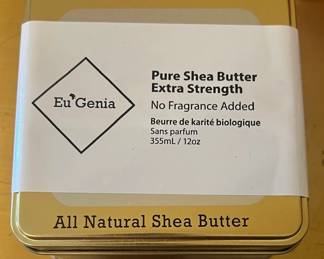 Eu'Genia
Pure Shea Butter
Extra Strength
No Fragrance Added
Beurre de karité biologique
Sans parfum
355mL / 12oz
All Natural Shea Butter